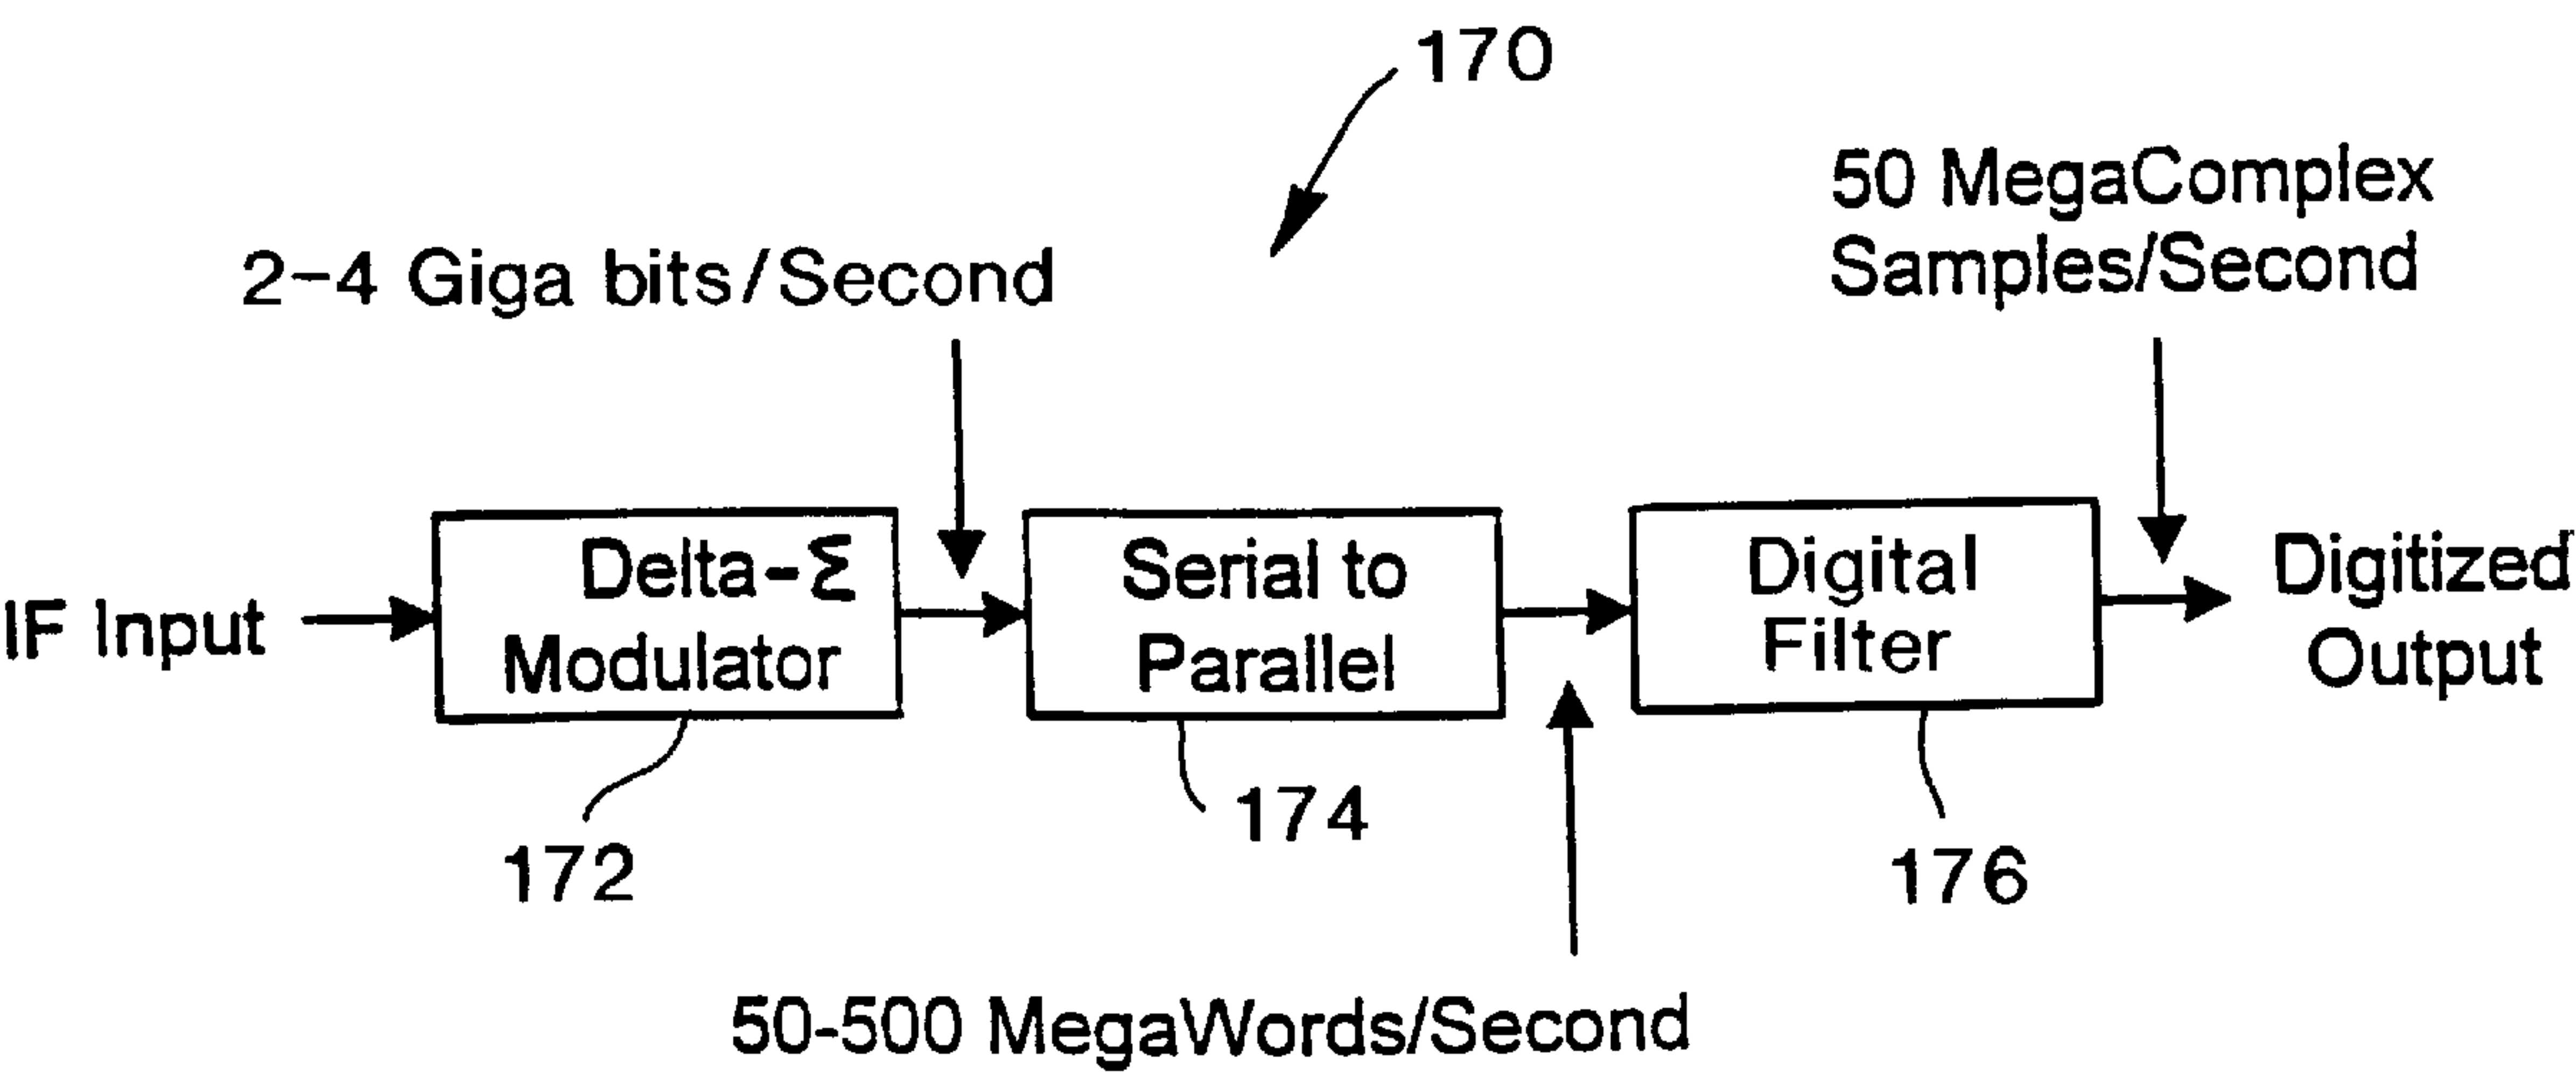 170
50 MegaComplex
Samples/Second
2-4 Giga bits/Second
IF Input
Delta-Σ
Modulator
Serial to
Parallel
Digital
Filter
Digitized
Output
172
174
176
50-500 MegaWords/Second